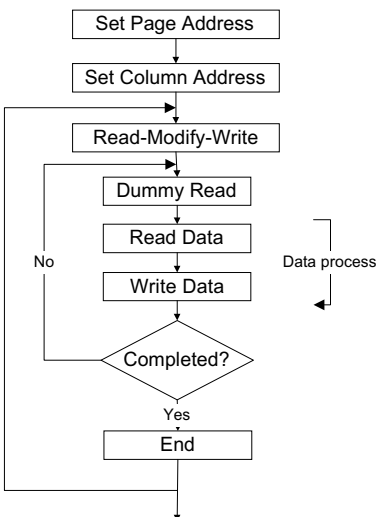 Set Page Address
Set Column Address
Read-Modify-Write
Dummy Read
Read Data
No
Data process
Write Data
Completed?
Yes
End